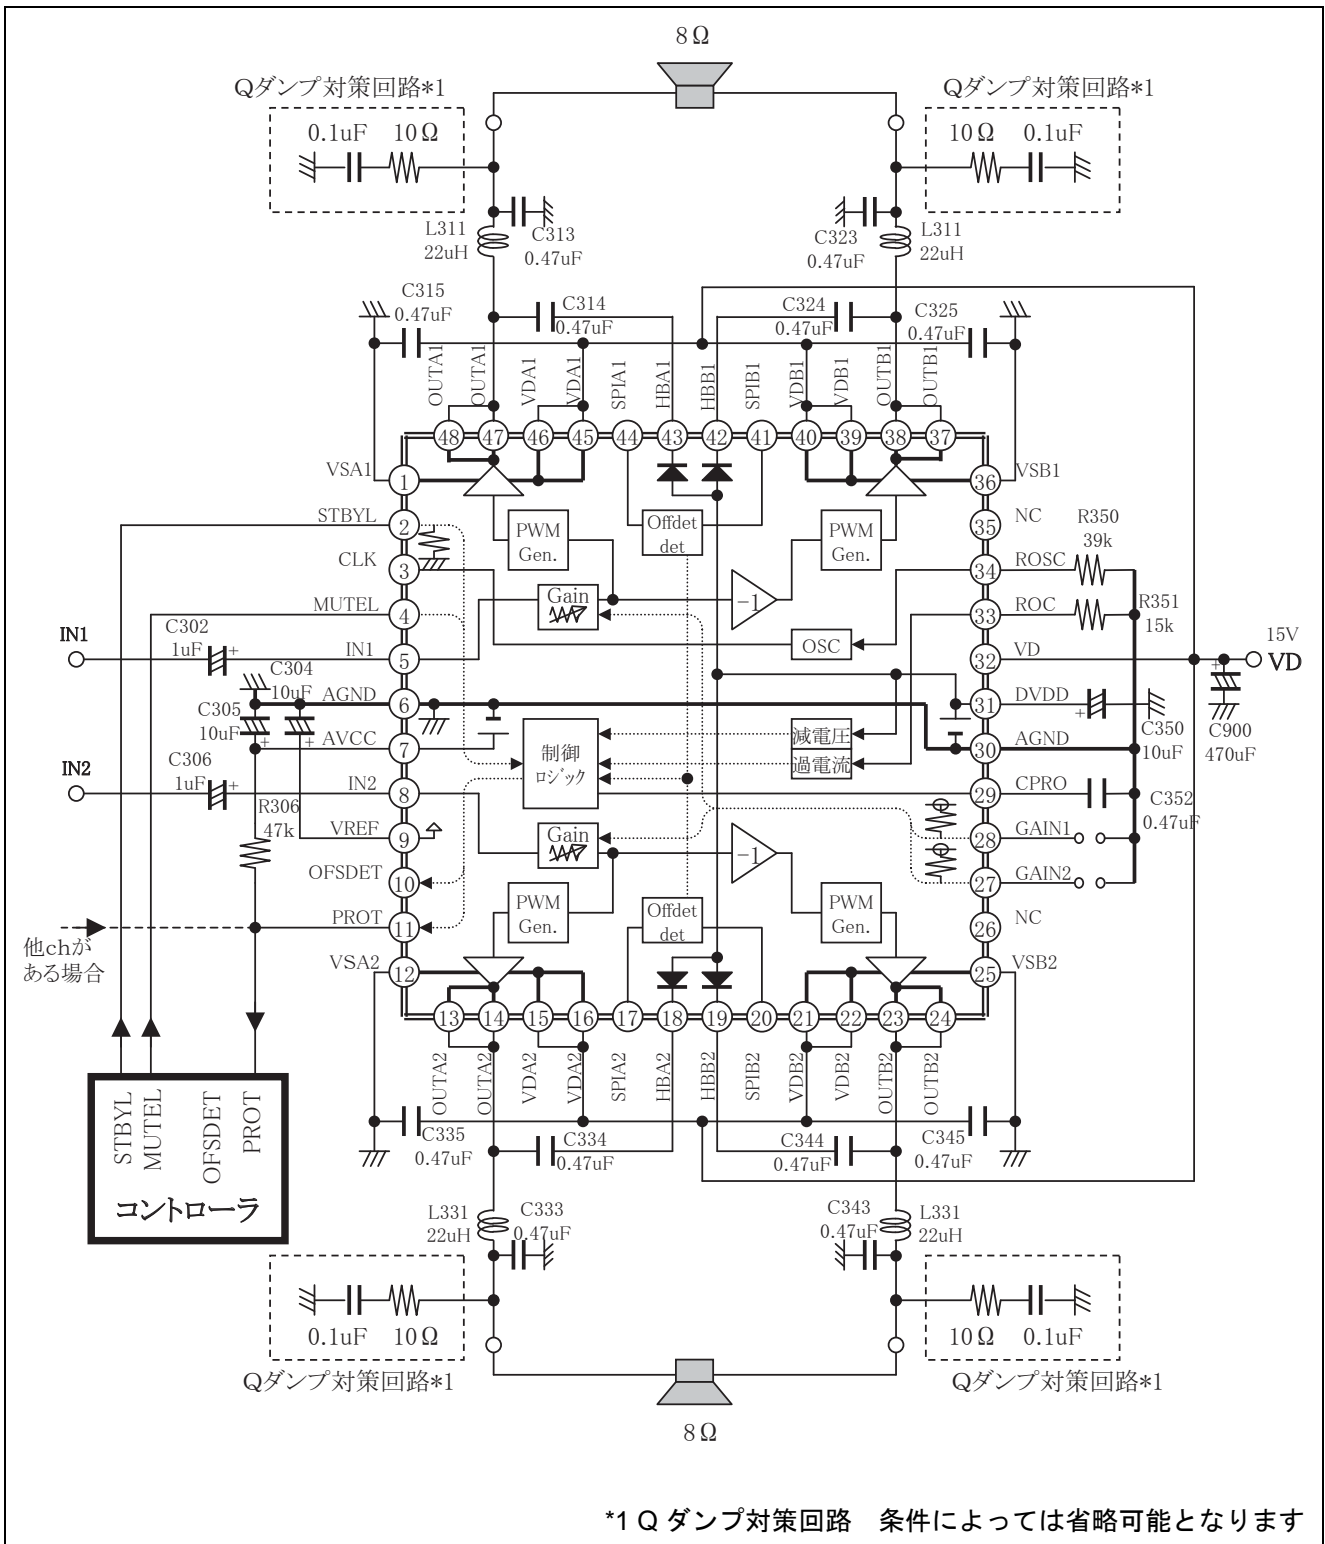 8Ω
Qダンプ対策回路*1
Qダンプ対策回路*1
0.1uF 10Ω
10Ω 0.1uF
L311
22uH
C313
0.47uF
C323
0.47uF
L311
22uH
C315
0.47uF
C314
0.47uF
C324
0.47uF
C325
0.47uF
OUTA1
OUTA1
VDA1
VDA1
SPIA1
HBA1
HBB1
SPIB1
VDB1
VDB1
OUTB1
OUTB1
48 47 46 45 44 43 42 41 40 39 38 37
VSA1
1
36
VSB1
STBYL
2
PWM
Gen.
Offdet
det
PWM
Gen.
35
NC
R350
39k
CLK
3
34
ROSC
Gain
-1
MUTEL
4
33
ROC
R351
15k
IN1
C302
1uF
+
IN1
5
OSC
32
VD
15V
VD
C304
10uF
AGND
6
31
DVDD
+
C350
10uF
+
C900
470uF
C305
10uF
+
+
AVCC
7
制御
ロジック
減電圧
過電流
30
AGND
IN2
C306
1uF
+
IN2
8
29
CPRO
C352
0.47uF
R306
47k
VREF
9
Gain
-1
28
GAIN1
OFSDET
10
27
GAIN2
PROT
11
PWM
Gen.
Offdet
det
PWM
Gen.
26
NC
他chが
ある場合
VSA2
12
25
VSB2
13 14 15 16 17 18 19 20 21 22 23 24
OUTA2
OUTA2
VDA2
VDA2
SPIA2
HBA2
HBB2
SPIB2
VDB2
VDB2
OUTB2
OUTB2
STBYL
MUTEL
OFSDET
PROT
コントローラ
C335
0.47uF
C334
0.47uF
C344
0.47uF
C345
0.47uF
L331
22uH
C333
0.47uF
C343
0.47uF
L331
22uH
0.1uF 10Ω
10Ω 0.1uF
Qダンプ対策回路*1
Qダンプ対策回路*1
8Ω
*1 Q ダンプ対策回路　条件によっては省略可能となります